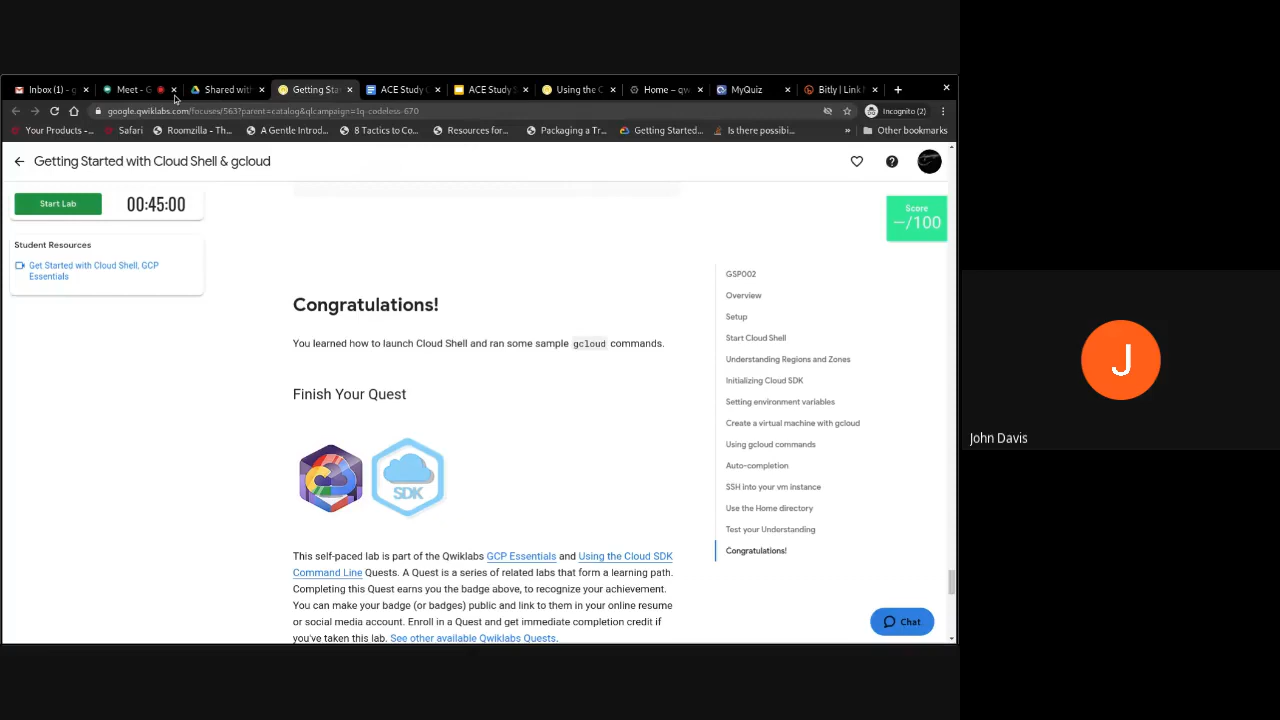 Inbox (1) - g
Meet - G
Shared with
Getting Sta
ACE Study
ACE Study S
Using the C
Home – qw
MyQuiz
Bitly | Link M
google.qwiklabs.com/focuses/563?parent=catalog&qlcampaign=1q-codeless-670
Incognito (2)
Your Products -...
Safari
Roomzilla - Th...
A Gentle Introd...
8 Tactics to Co...
Resources for...
Packaging a Tr...
Getting Started...
Is there possibi...
»
Other bookmarks
Getting Started with Cloud Shell & gcloud
Start Lab
00:45:00
Score
–/100
Student Resources
Get Started with Cloud Shell, GCP
Essentials
Congratulations!
You learned how to launch Cloud Shell and ran some sample gcloud commands.
Finish Your Quest
SDK
This self-paced lab is part of the Qwiklabs GCP Essentials and Using the Cloud SDK
Command Line Quests. A Quest is a series of related labs that form a learning path.
Completing this Quest earns you the badge above, to recognize your achievement.
You can make your badge (or badges) public and link to them in your online resume
or social media account. Enroll in a Quest and get immediate completion credit if
you've taken this lab. See other available Qwiklabs Quests.
GSP002
Overview
Setup
Start Cloud Shell
Understanding Regions and Zones
Initializing Cloud SDK
Setting environment variables
Create a virtual machine with gcloud
Using gcloud commands
Auto-completion
SSH into your vm instance
Use the Home directory
Test your Understanding
Congratulations!
Chat
J
John Davis